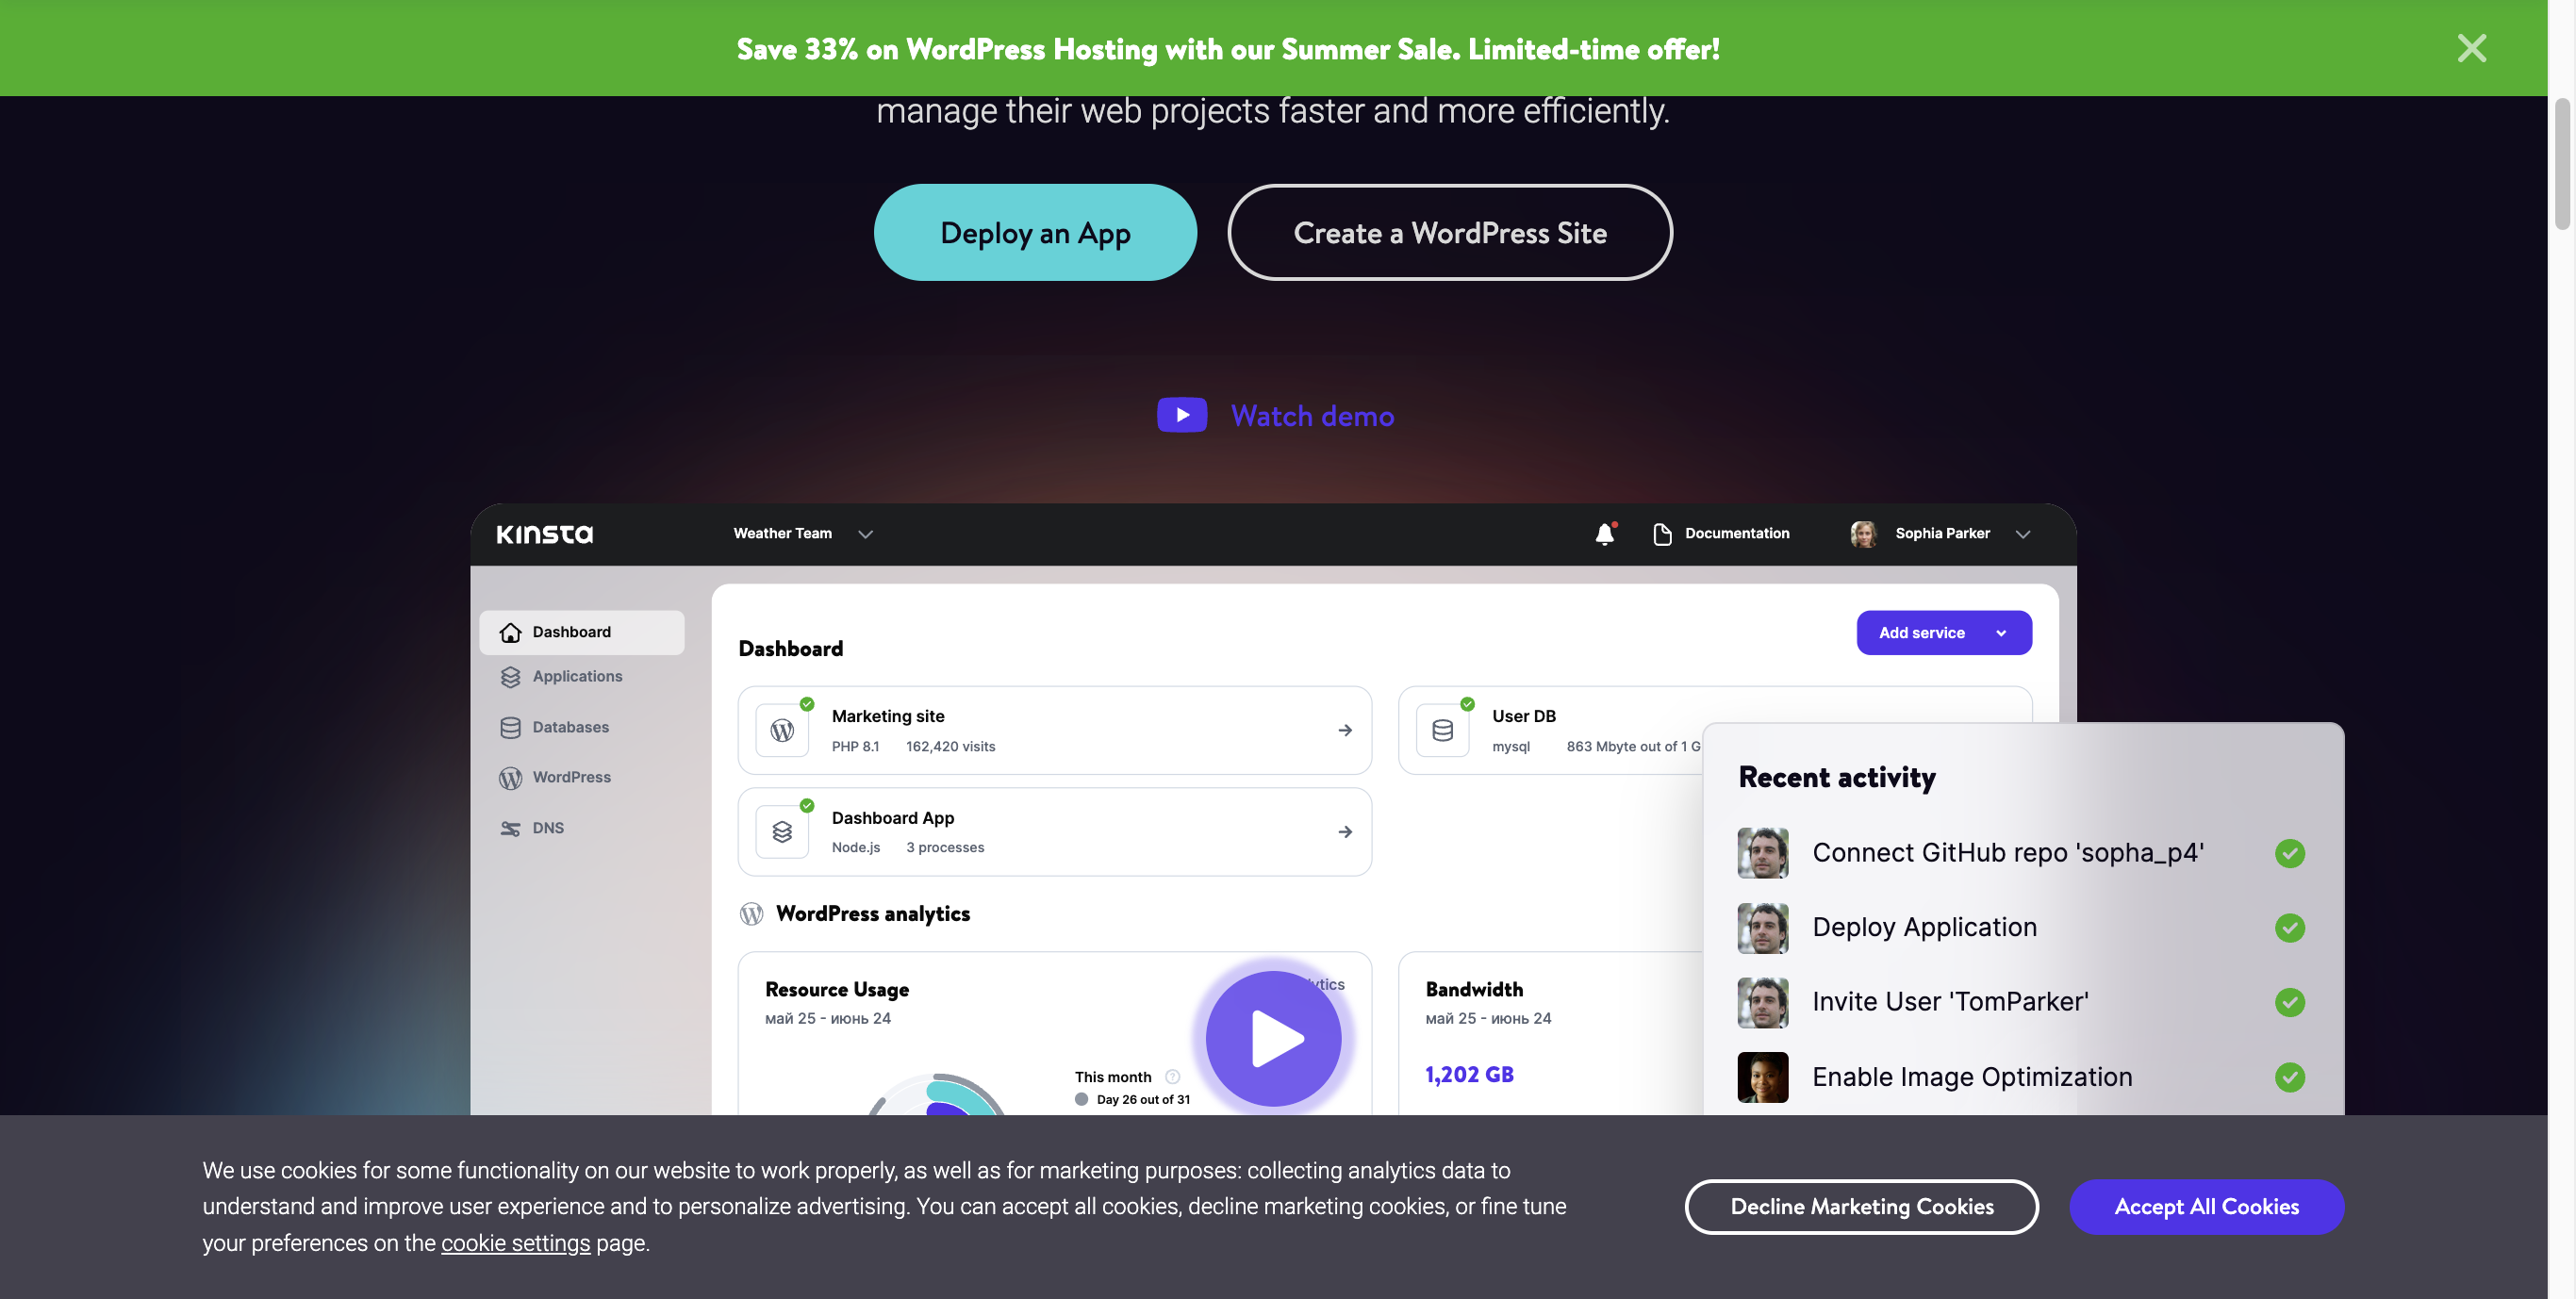 Save 33% on WordPress Hosting with our Summer Sale. Limited-time offer!
manage their web projects faster and more efficiently.
Deploy an App
Create a WordPress Site
Watch demo
Kinsta
Weather Team
Documentation
Sophia Parker
Dashboard
Applications
Databases
WordPress
DNS
Dashboard
Add service
Marketing site
PHP 8.1 162,420 visits
User DB
mysql 863 Mbyte out of 1 G
Dashboard App
Node.js 3 processes
WordPress analytics
Resource Usage
май 25 - июнь 24
This month
Day 26 out of 31
Bandwidth
май 25 - июнь 24
1,202 GB
Recent activity
Connect GitHub repo 'sopha_p4'
Deploy Application
Invite User 'TomParker'
Enable Image Optimization
We use cookies for some functionality on our website to work properly, as well as for marketing purposes: collecting analytics data to
understand and improve user experience and to personalize advertising. You can accept all cookies, decline marketing cookies, or fine tune
your preferences on the cookie settings page.
Decline Marketing Cookies
Accept All Cookies